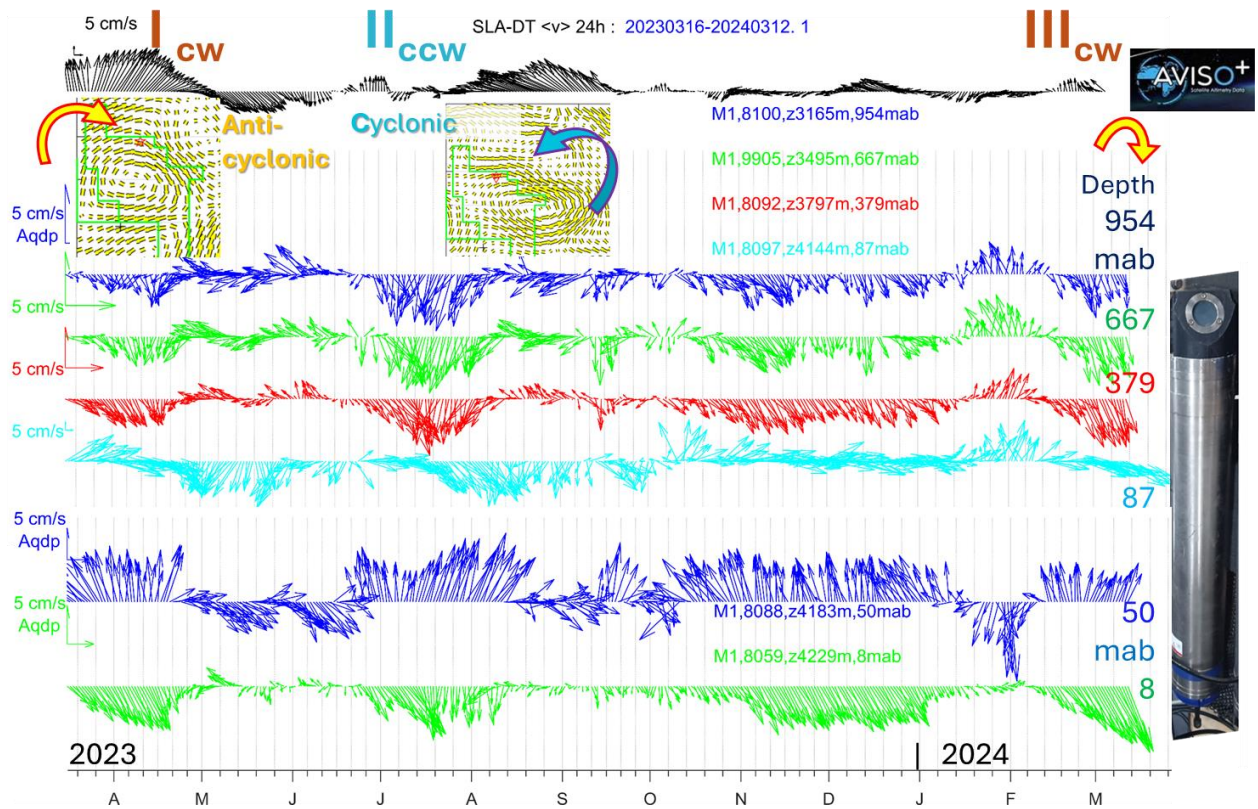 5 cm/s
I cw
II ccw
SLA-DT <v> 24h : 20230316-20240312. 1
III cw
AVISO+
Satellite Altimetry Data
Anti-
cyclonic
Cyclonic
M1,8100,z3165m,954mab
M1,9905,z3495m,667mab
M1,8092,z3797m,379mab
M1,8097,z4144m,87mab
Depth
954
mab
5 cm/s
Aqdp
5 cm/s
667
5 cm/s
379
5 cm/s
87
5 cm/s
Aqdp
M1,8088,z4183m,50mab
50
mab
5 cm/s
Aqdp
M1,8059,z4229m,8mab
8
2023
2024
A M J J A S O N D J F M